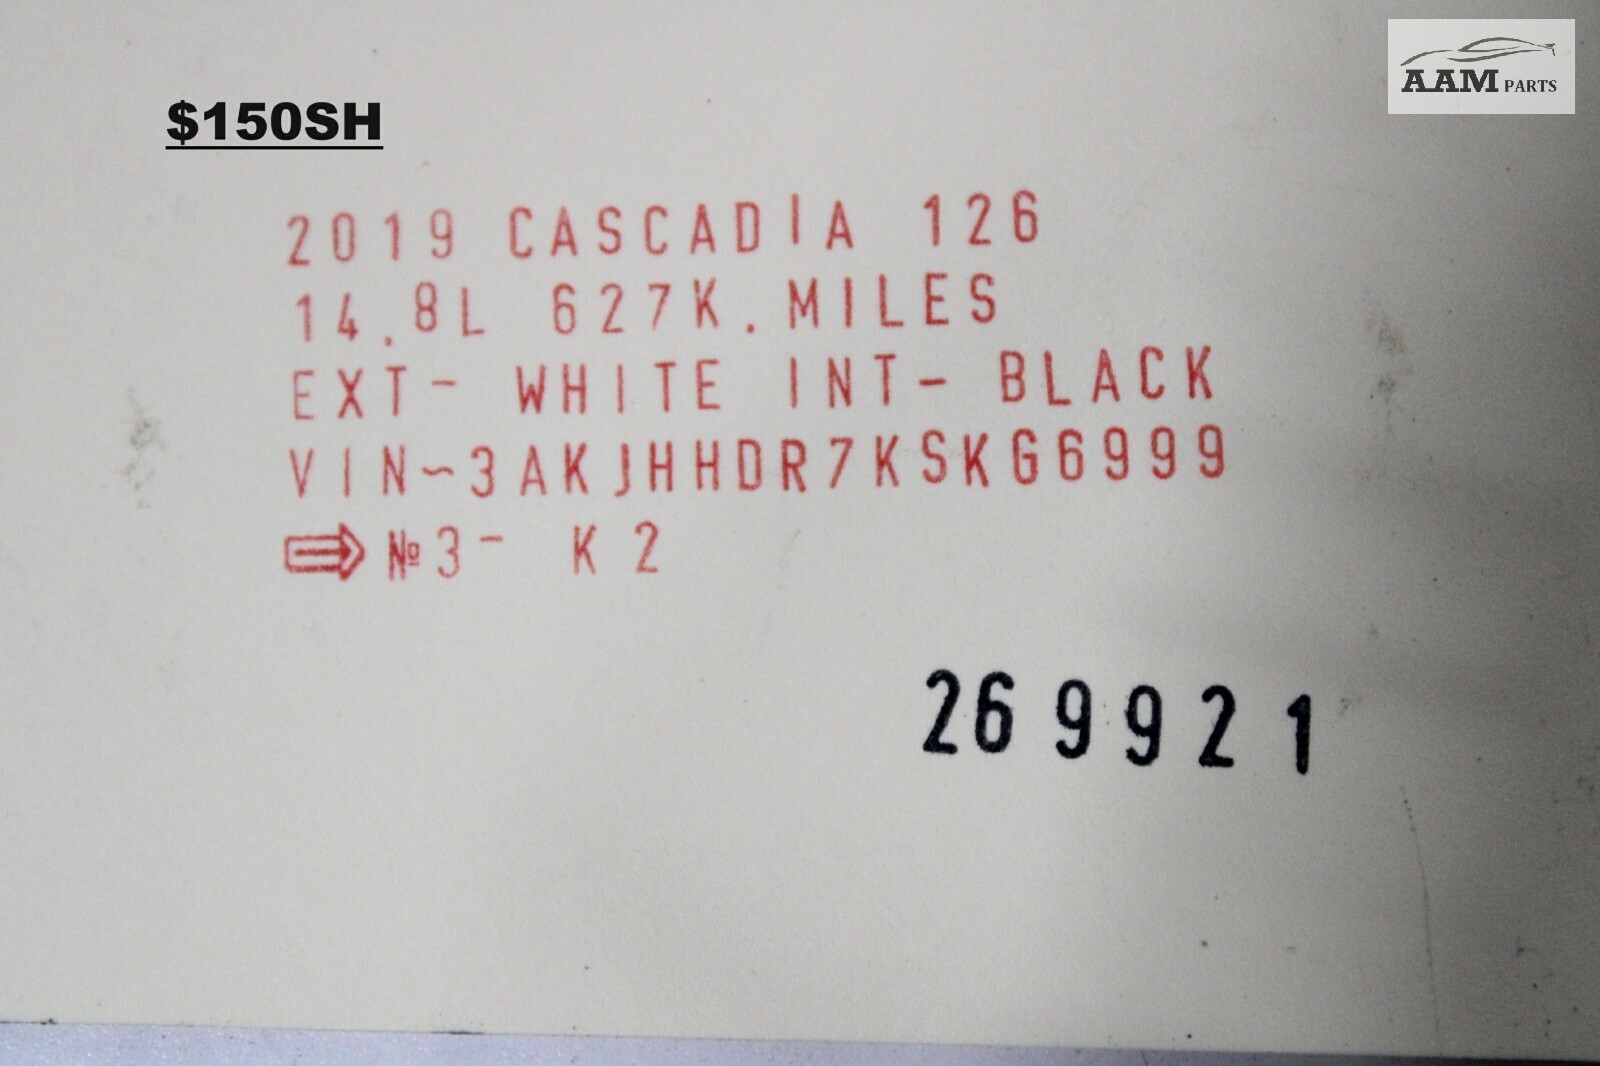 AAM PARTS
$150SH
2019 CASCADIA 126
14.8L 627K. MILES
EXT- WHITE INT- BLACK
VIN-3AKJHHDR7KSKG6999
⇨ №3- K2
269921